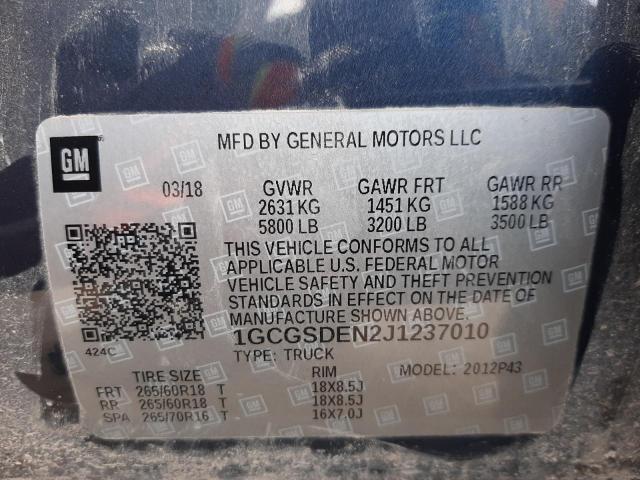 GM
MFD BY GENERAL MOTORS LLC
03/18 GVWR GAWR FRT GAWR RR
2631 KG 1451 KG 1588 KG
5800 LB 3200 LB 3500 LB
THIS VEHICLE CONFORMS TO ALL
APPLICABLE U.S. FEDERAL MOTOR
VEHICLE SAFETY AND THEFT PREVENTION
STANDARDS IN EFFECT ON THE DATE OF
MANUFACTURE SHOWN ABOVE.
424C
1GCGSDEN2J1237010
TYPE: TRUCK MODEL: 2012P43
TIRE SIZE RIM
FRT 265/60R18 T 18X8.5J
RR 265/60R18 T 18X8.5J
SPA 265/70R16 T 16X7.0J